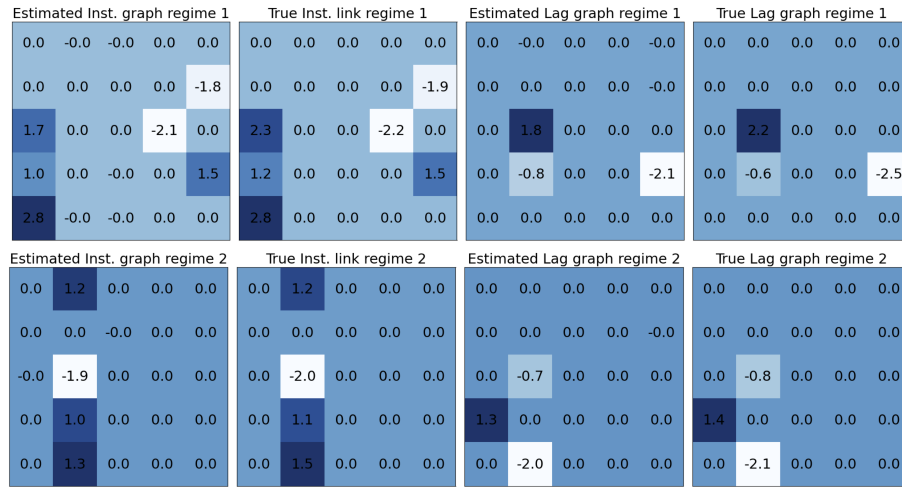 Estimated Inst. graph regime 1 True Inst. link regime 1 Estimated Lag graph regime 1 True Lag graph regime 1
0.0 -0.0 -0.0 0.0 0.0 0.0 0.0 0.0 0.0 0.0 0.0 -0.0 0.0 0.0 -0.0 0.0 0.0 0.0 0.0 0.0
0.0 0.0 0.0 0.0 -1.8 0.0 0.0 0.0 0.0 -1.9 0.0 0.0 0.0 0.0 -0.0 0.0 0.0 0.0 0.0 0.0
1.7 0.0 0.0 -2.1 0.0 2.3 0.0 0.0 -2.2 0.0 0.0 1.8 0.0 0.0 0.0 0.0 2.2 0.0 0.0 0.0
1.0 0.0 -0.0 0.0 1.5 1.2 0.0 0.0 0.0 1.5 0.0 -0.8 0.0 0.0 -2.1 0.0 -0.6 0.0 0.0 -2.5
2.8 -0.0 -0.0 0.0 0.0 2.8 0.0 0.0 0.0 0.0 0.0 0.0 0.0 0.0 0.0 0.0 0.0 0.0 0.0 0.0
Estimated Inst. graph regime 2 True Inst. link regime 2 Estimated Lag graph regime 2 True Lag graph regime 2
0.0 1.2 0.0 0.0 0.0 0.0 1.2 0.0 0.0 0.0 0.0 0.0 0.0 0.0 0.0 0.0 0.0 0.0 0.0 0.0
0.0 0.0 -0.0 0.0 0.0 0.0 0.0 0.0 0.0 0.0 0.0 0.0 0.0 0.0 -0.0 0.0 0.0 0.0 0.0 0.0
-0.0 -1.9 0.0 0.0 0.0 0.0 -2.0 0.0 0.0 0.0 0.0 -0.7 0.0 0.0 0.0 0.0 -0.8 0.0 0.0 0.0
0.0 1.0 0.0 0.0 0.0 0.0 1.1 0.0 0.0 0.0 1.3 0.0 0.0 0.0 0.0 1.4 0.0 0.0 0.0 0.0
0.0 1.3 0.0 0.0 0.0 0.0 1.5 0.0 0.0 0.0 0.0 -2.0 0.0 0.0 0.0 0.0 -2.1 0.0 0.0 0.0